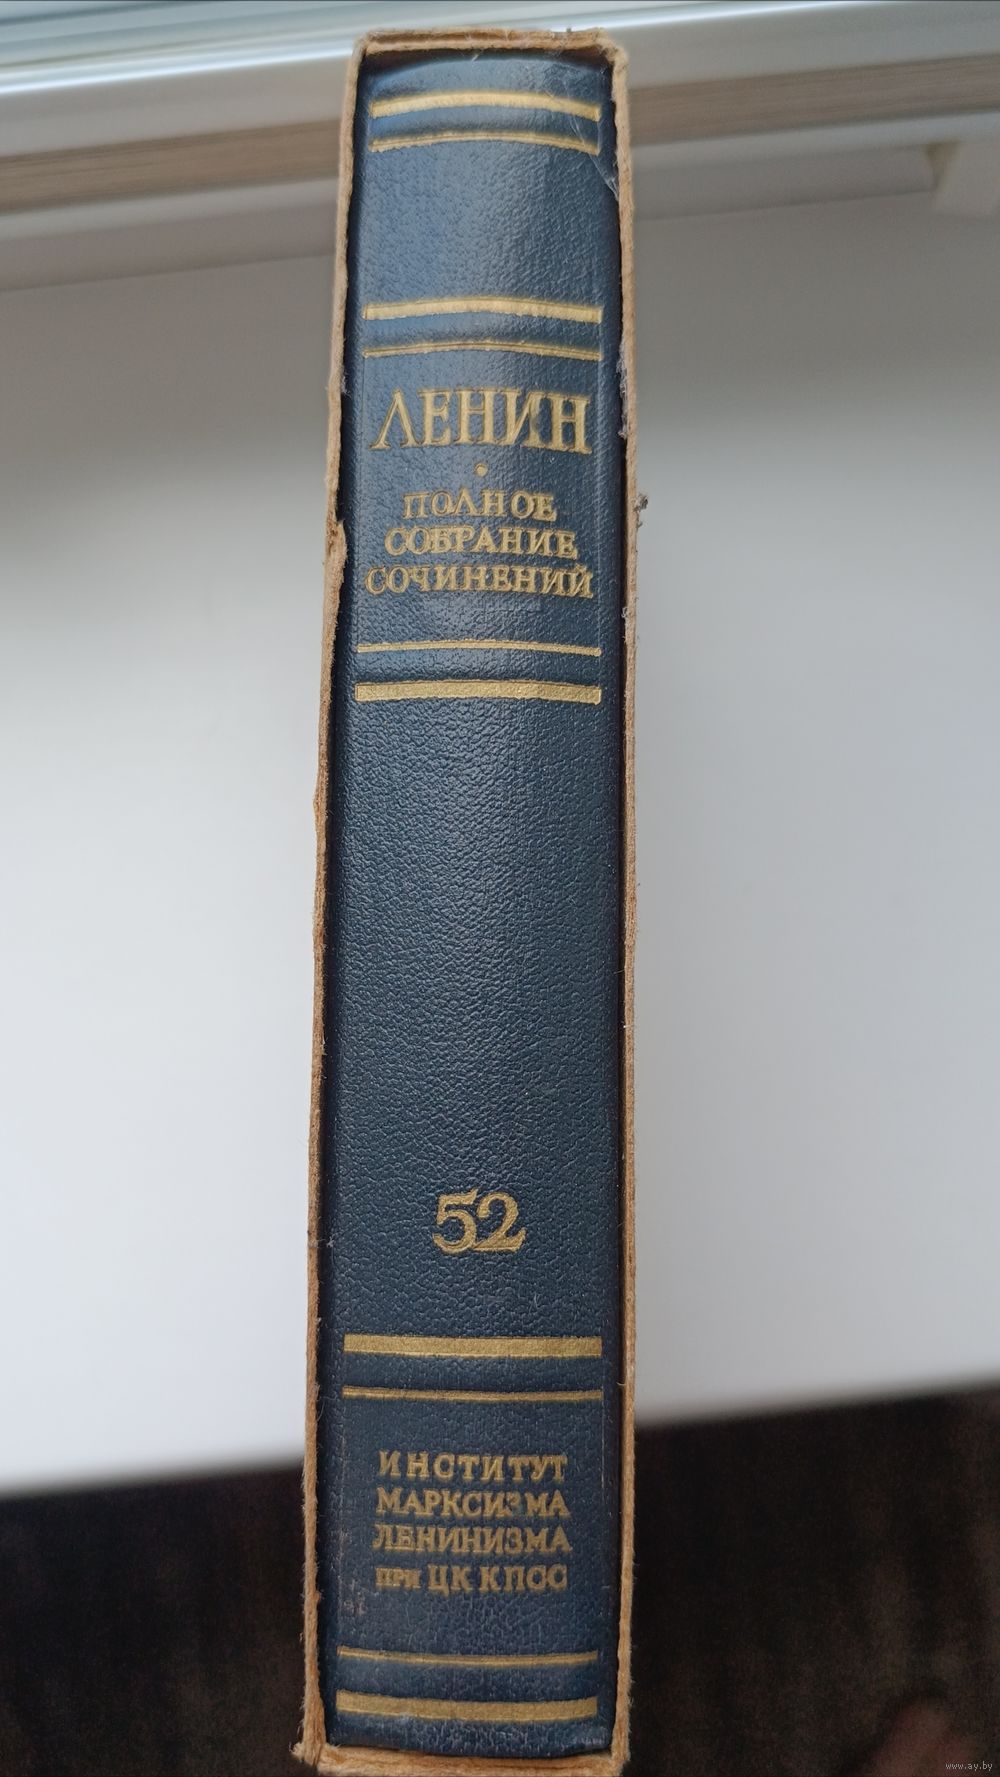 ЛЕНИН
•
ПОЛНОЕ
СОБРАНИЕ
СОЧИНЕНИЙ
52
ИНСТИТУТ
МАРКСИЗМА
ЛЕНИНИЗМА
ПРИ ЦК КПСС
www.ay.by